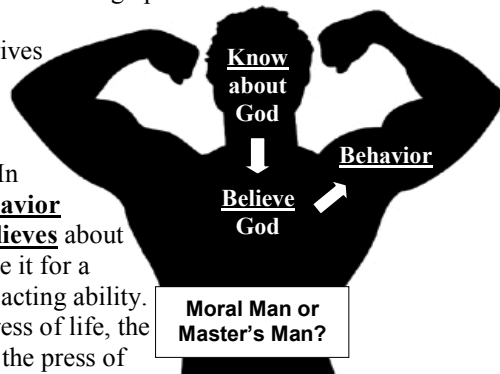 ives
In
avior
lieves about
e it for a
acting ability.
ress of life, the
the press of
Know
about
God
Believe
God
Behavior
Moral Man or
Master's Man?